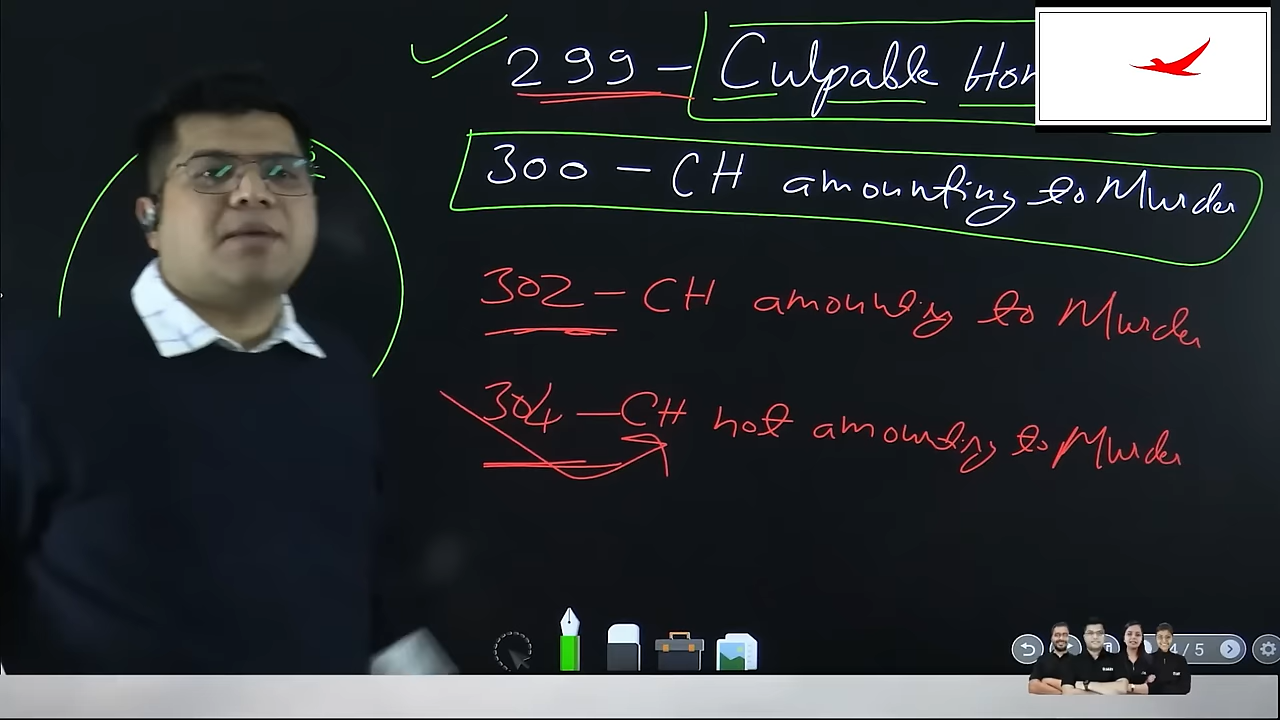 299 - Culpable Hom
300 - CH amounting to Murder
302 - CH amounting to Murder
304 - CH not amounting to Murder
4 / 5